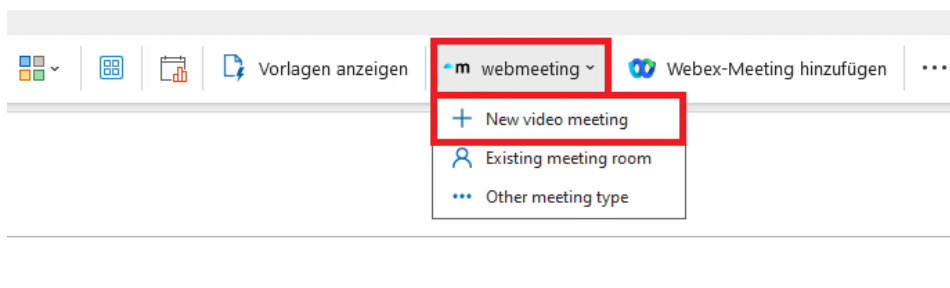 Vorlagen anzeigen
m webmeeting
Webex-Meeting hinzufügen
New video meeting
Existing meeting room
Other meeting type